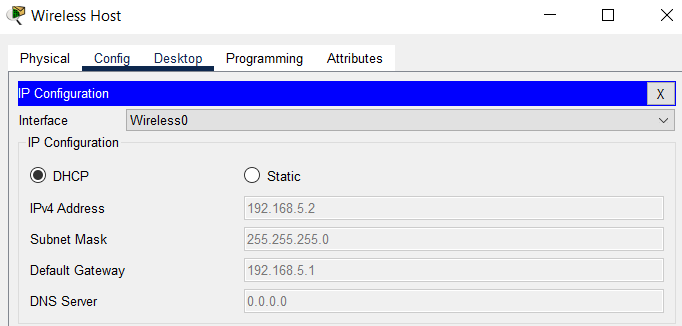 Wireless Host
Physical Config Desktop Programming Attributes
IP Configuration X
Interface Wireless0
IP Configuration
DHCP Static
IPv4 Address 192.168.5.2
Subnet Mask 255.255.255.0
Default Gateway 192.168.5.1
DNS Server 0.0.0.0